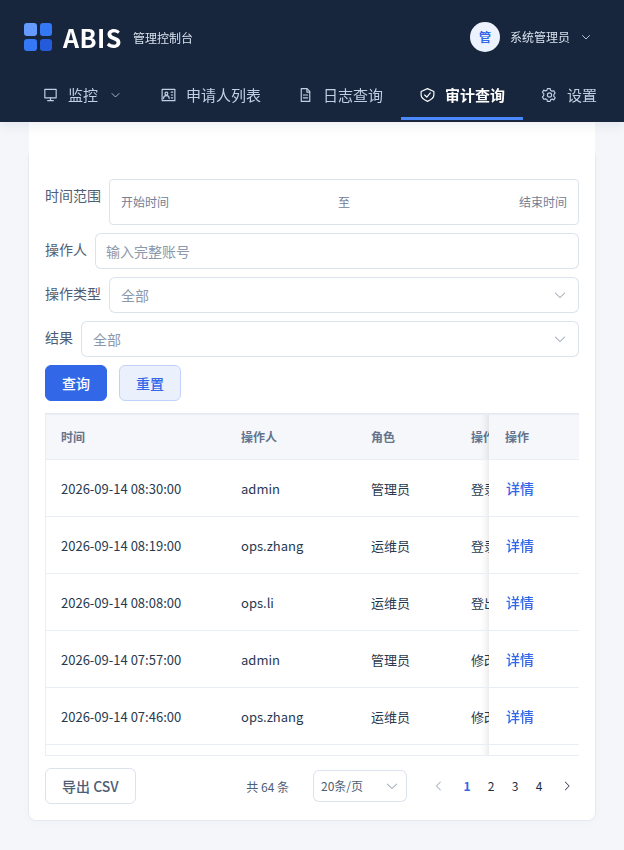 ABIS 管理控制台 管 系统管理员
监控 申请人列表 日志查询 审计查询 设置
时间范围 开始时间 至 结束时间
操作人 输入完整账号
操作类型 全部
结果 全部
查询 重置
时间 操作人 角色 操作
2026-09-14 08:30:00 admin 管理员 详情
2026-09-14 08:19:00 ops.zhang 运维员 详情
2026-09-14 08:08:00 ops.li 运维员 详情
2026-09-14 07:57:00 admin 管理员 详情
2026-09-14 07:46:00 ops.zhang 运维员 详情
导出 CSV 共 64 条 20条/页 1 2 3 4